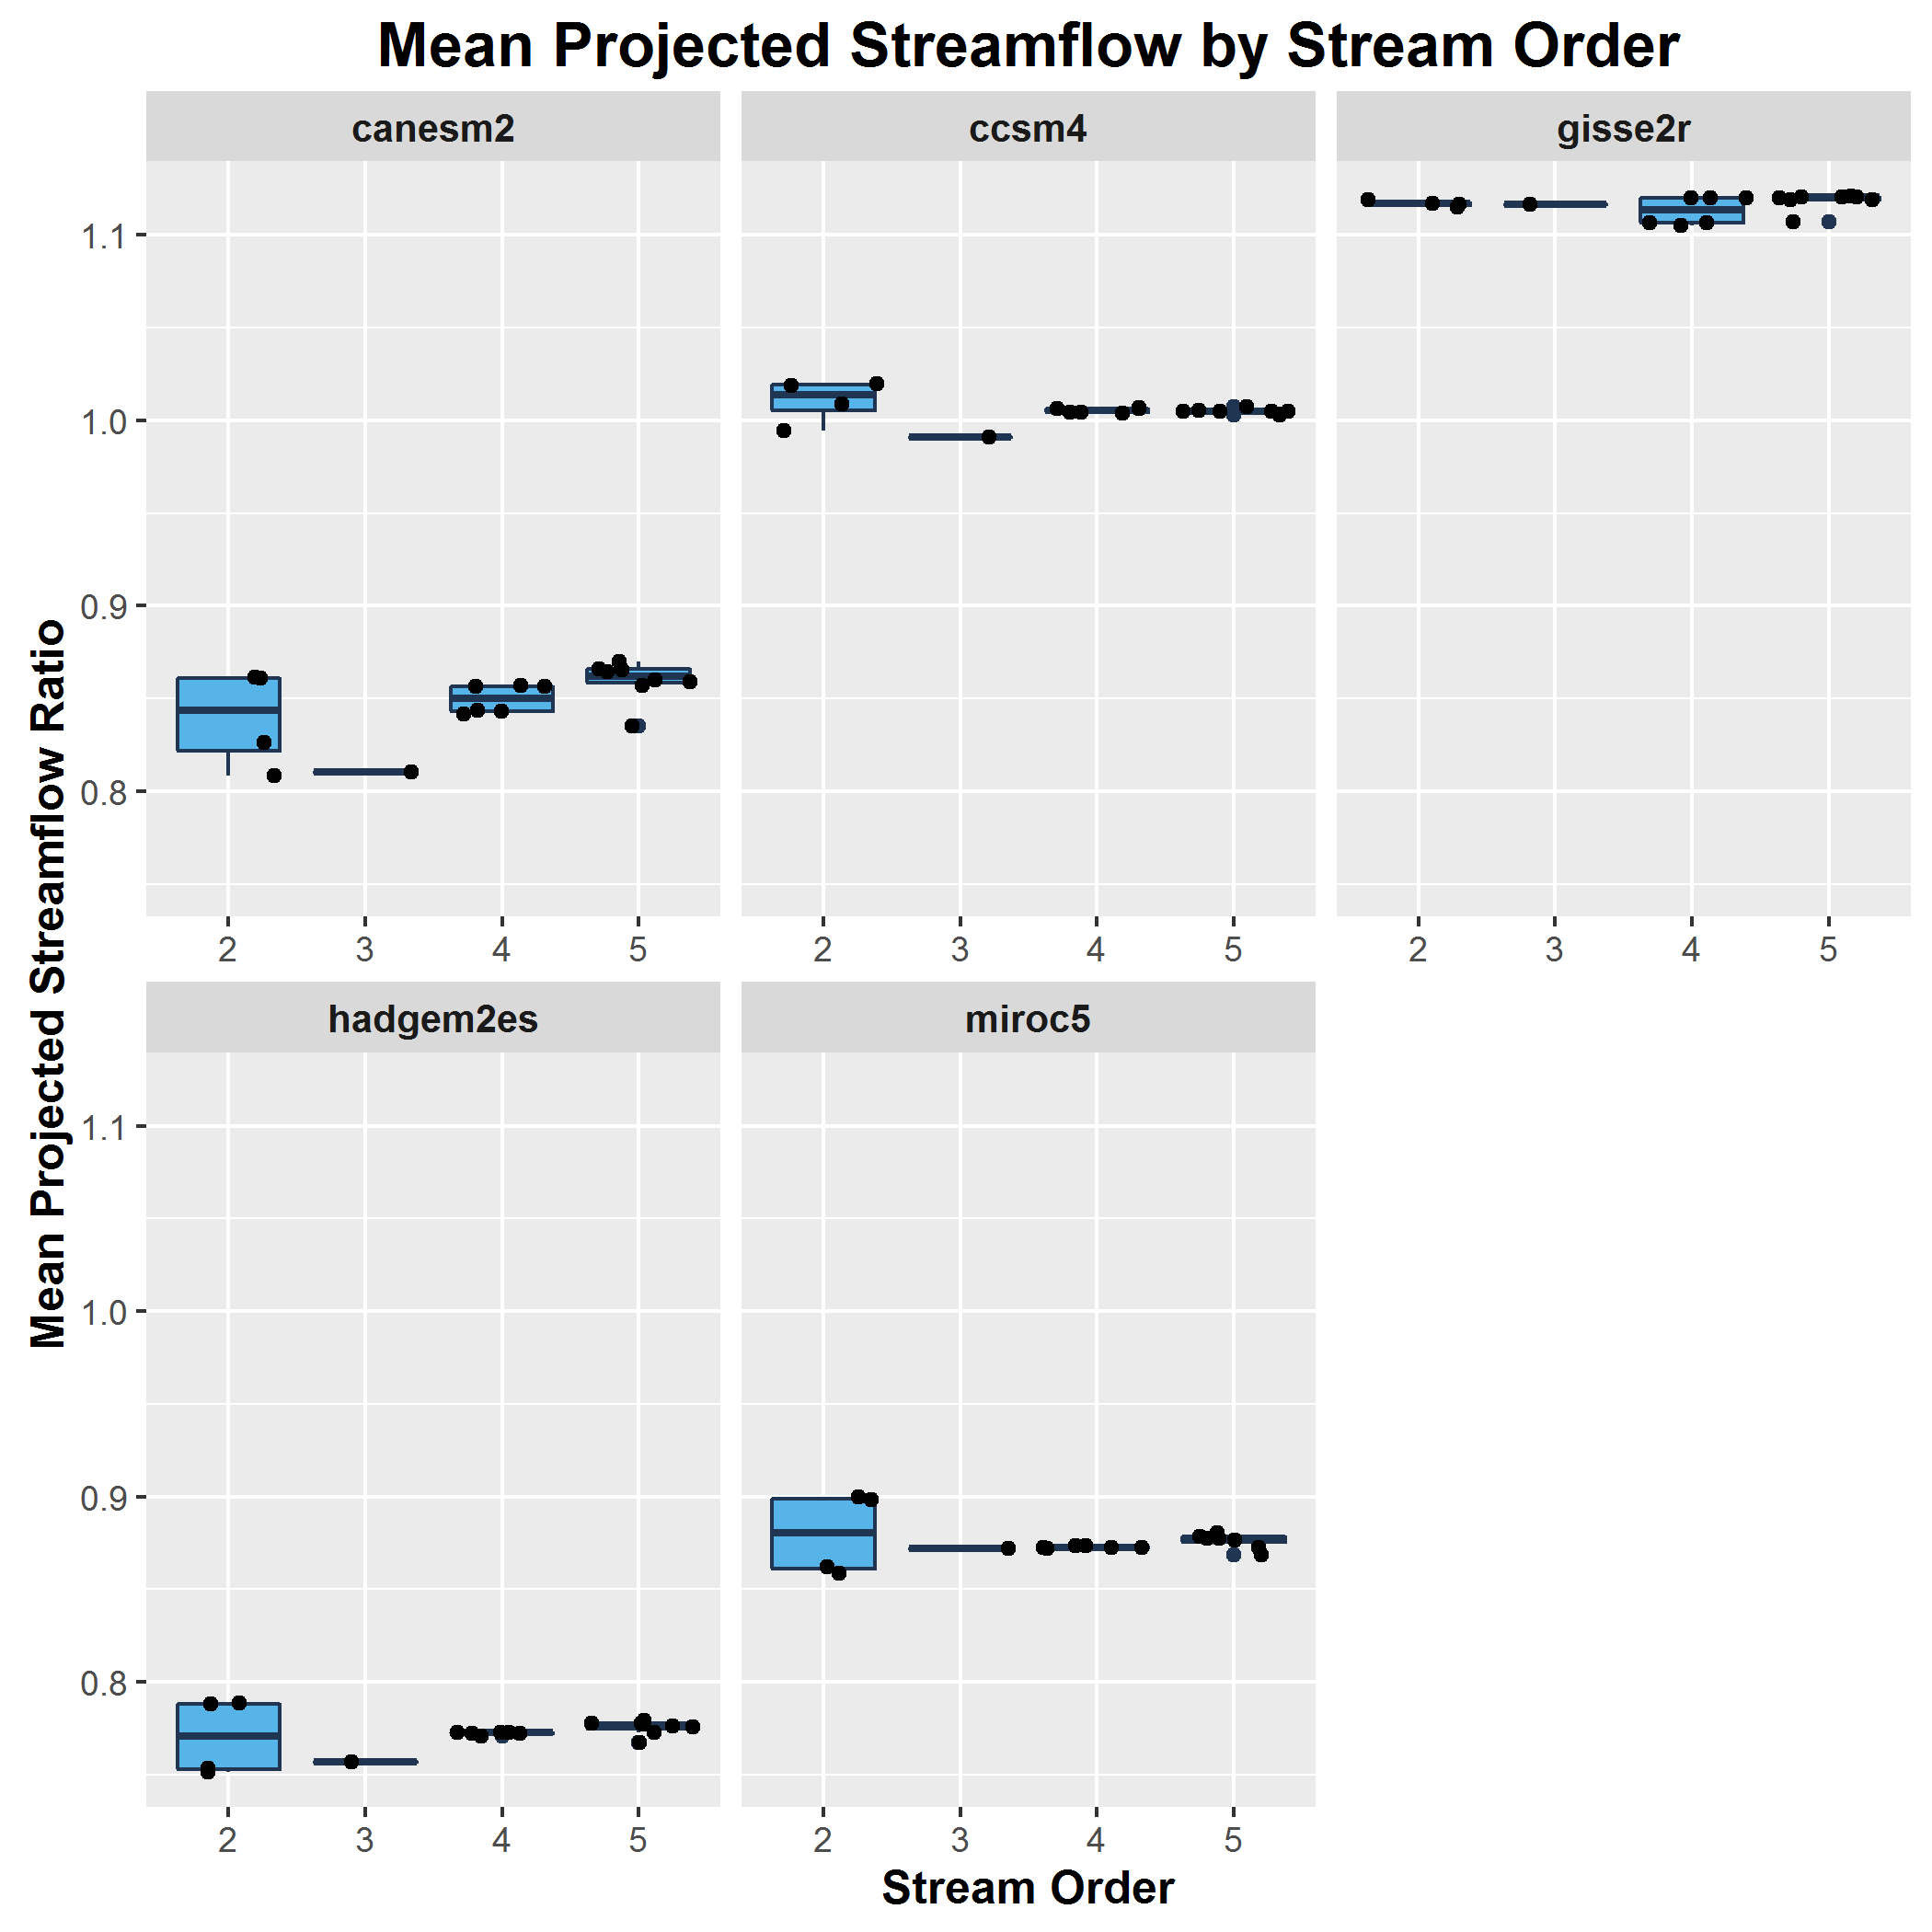 Mean Projected Streamflow by Stream Order
canesm2 ccsm4 gisse2r
Mean Projected Streamflow Ratio
1.1
1.0
0.9
0.8
2 3 4 5 2 3 4 5 2 3 4 5
hadgem2es miroc5
1.1
1.0
0.9
0.8
2 3 4 5 2 3 4 5
Stream Order